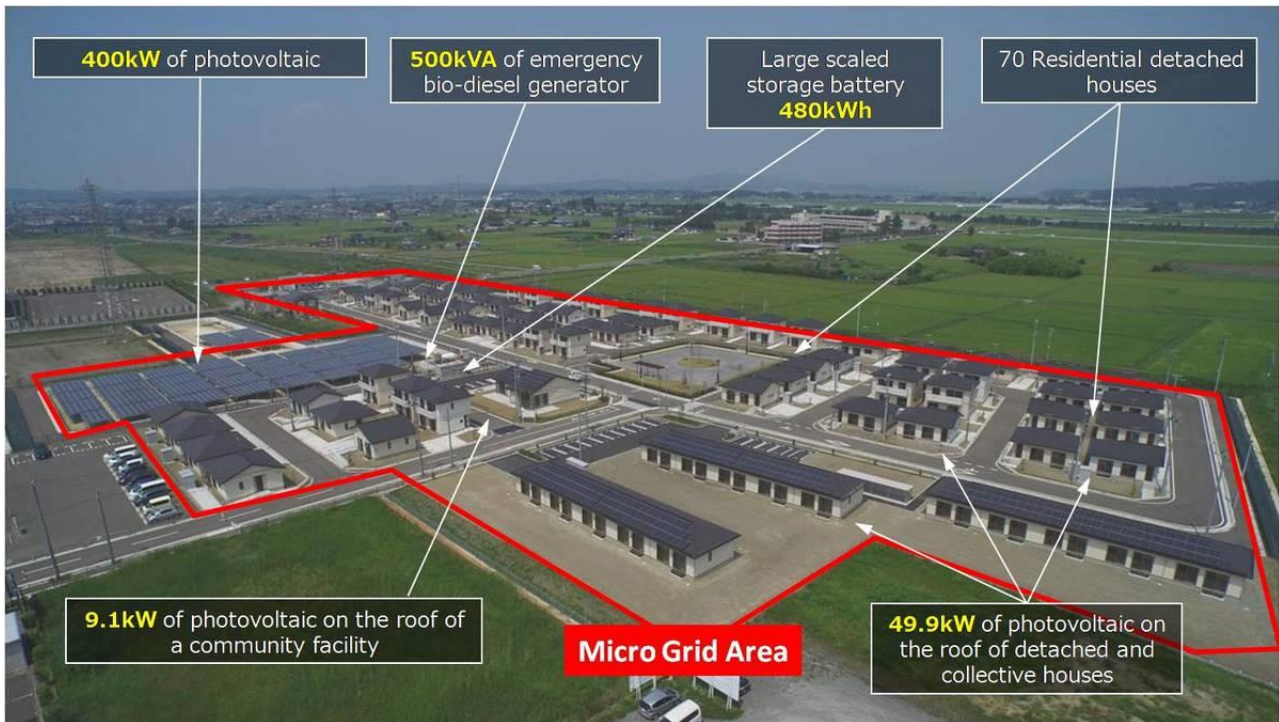 400kW of photovoltaic
500kVA of emergency
bio-diesel generator
Large scaled
storage battery
480kWh
70 Residential detached
houses
9.1kW of photovoltaic on the roof of
a community facility
Micro Grid Area
49.9kW of photovoltaic on
the roof of detached and
collective houses